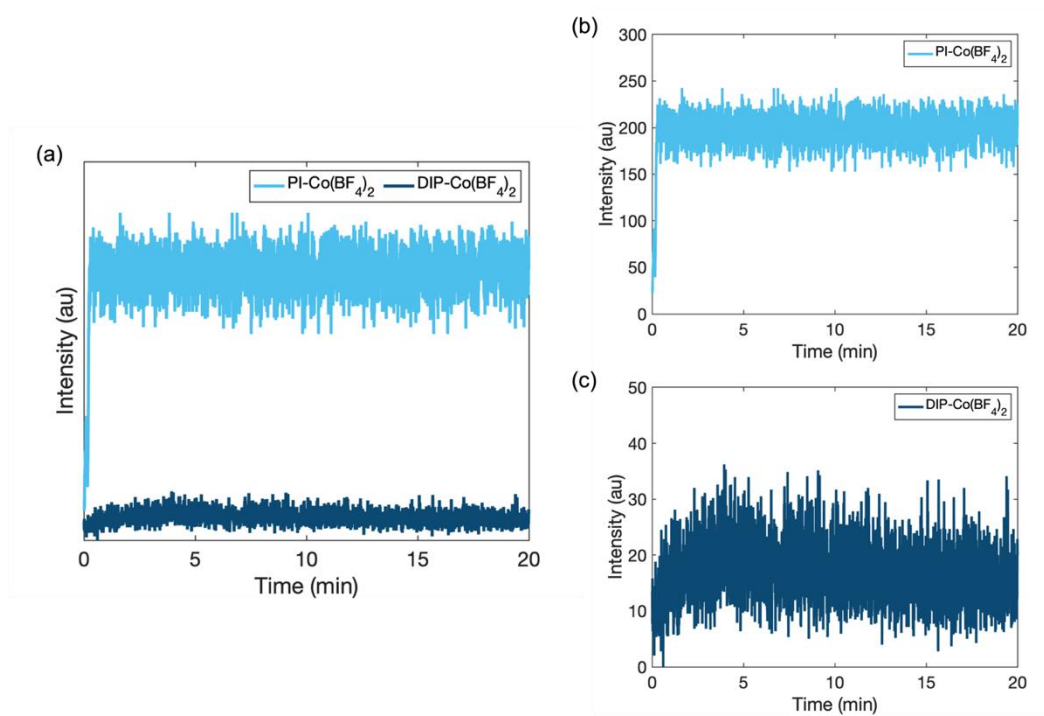 (a)
PI-Co(BF4)2 DIP-Co(BF4)2
Intensity (au)
0 5 10 15 20
Time (min)
(b)
300
250
200
150
100
50
0
PI-Co(BF4)2
Intensity (au)
0 5 10 15 20
Time (min)
(c)
50
40
30
20
10
0
DIP-Co(BF4)2
Intensity (au)
0 5 10 15 20
Time (min)